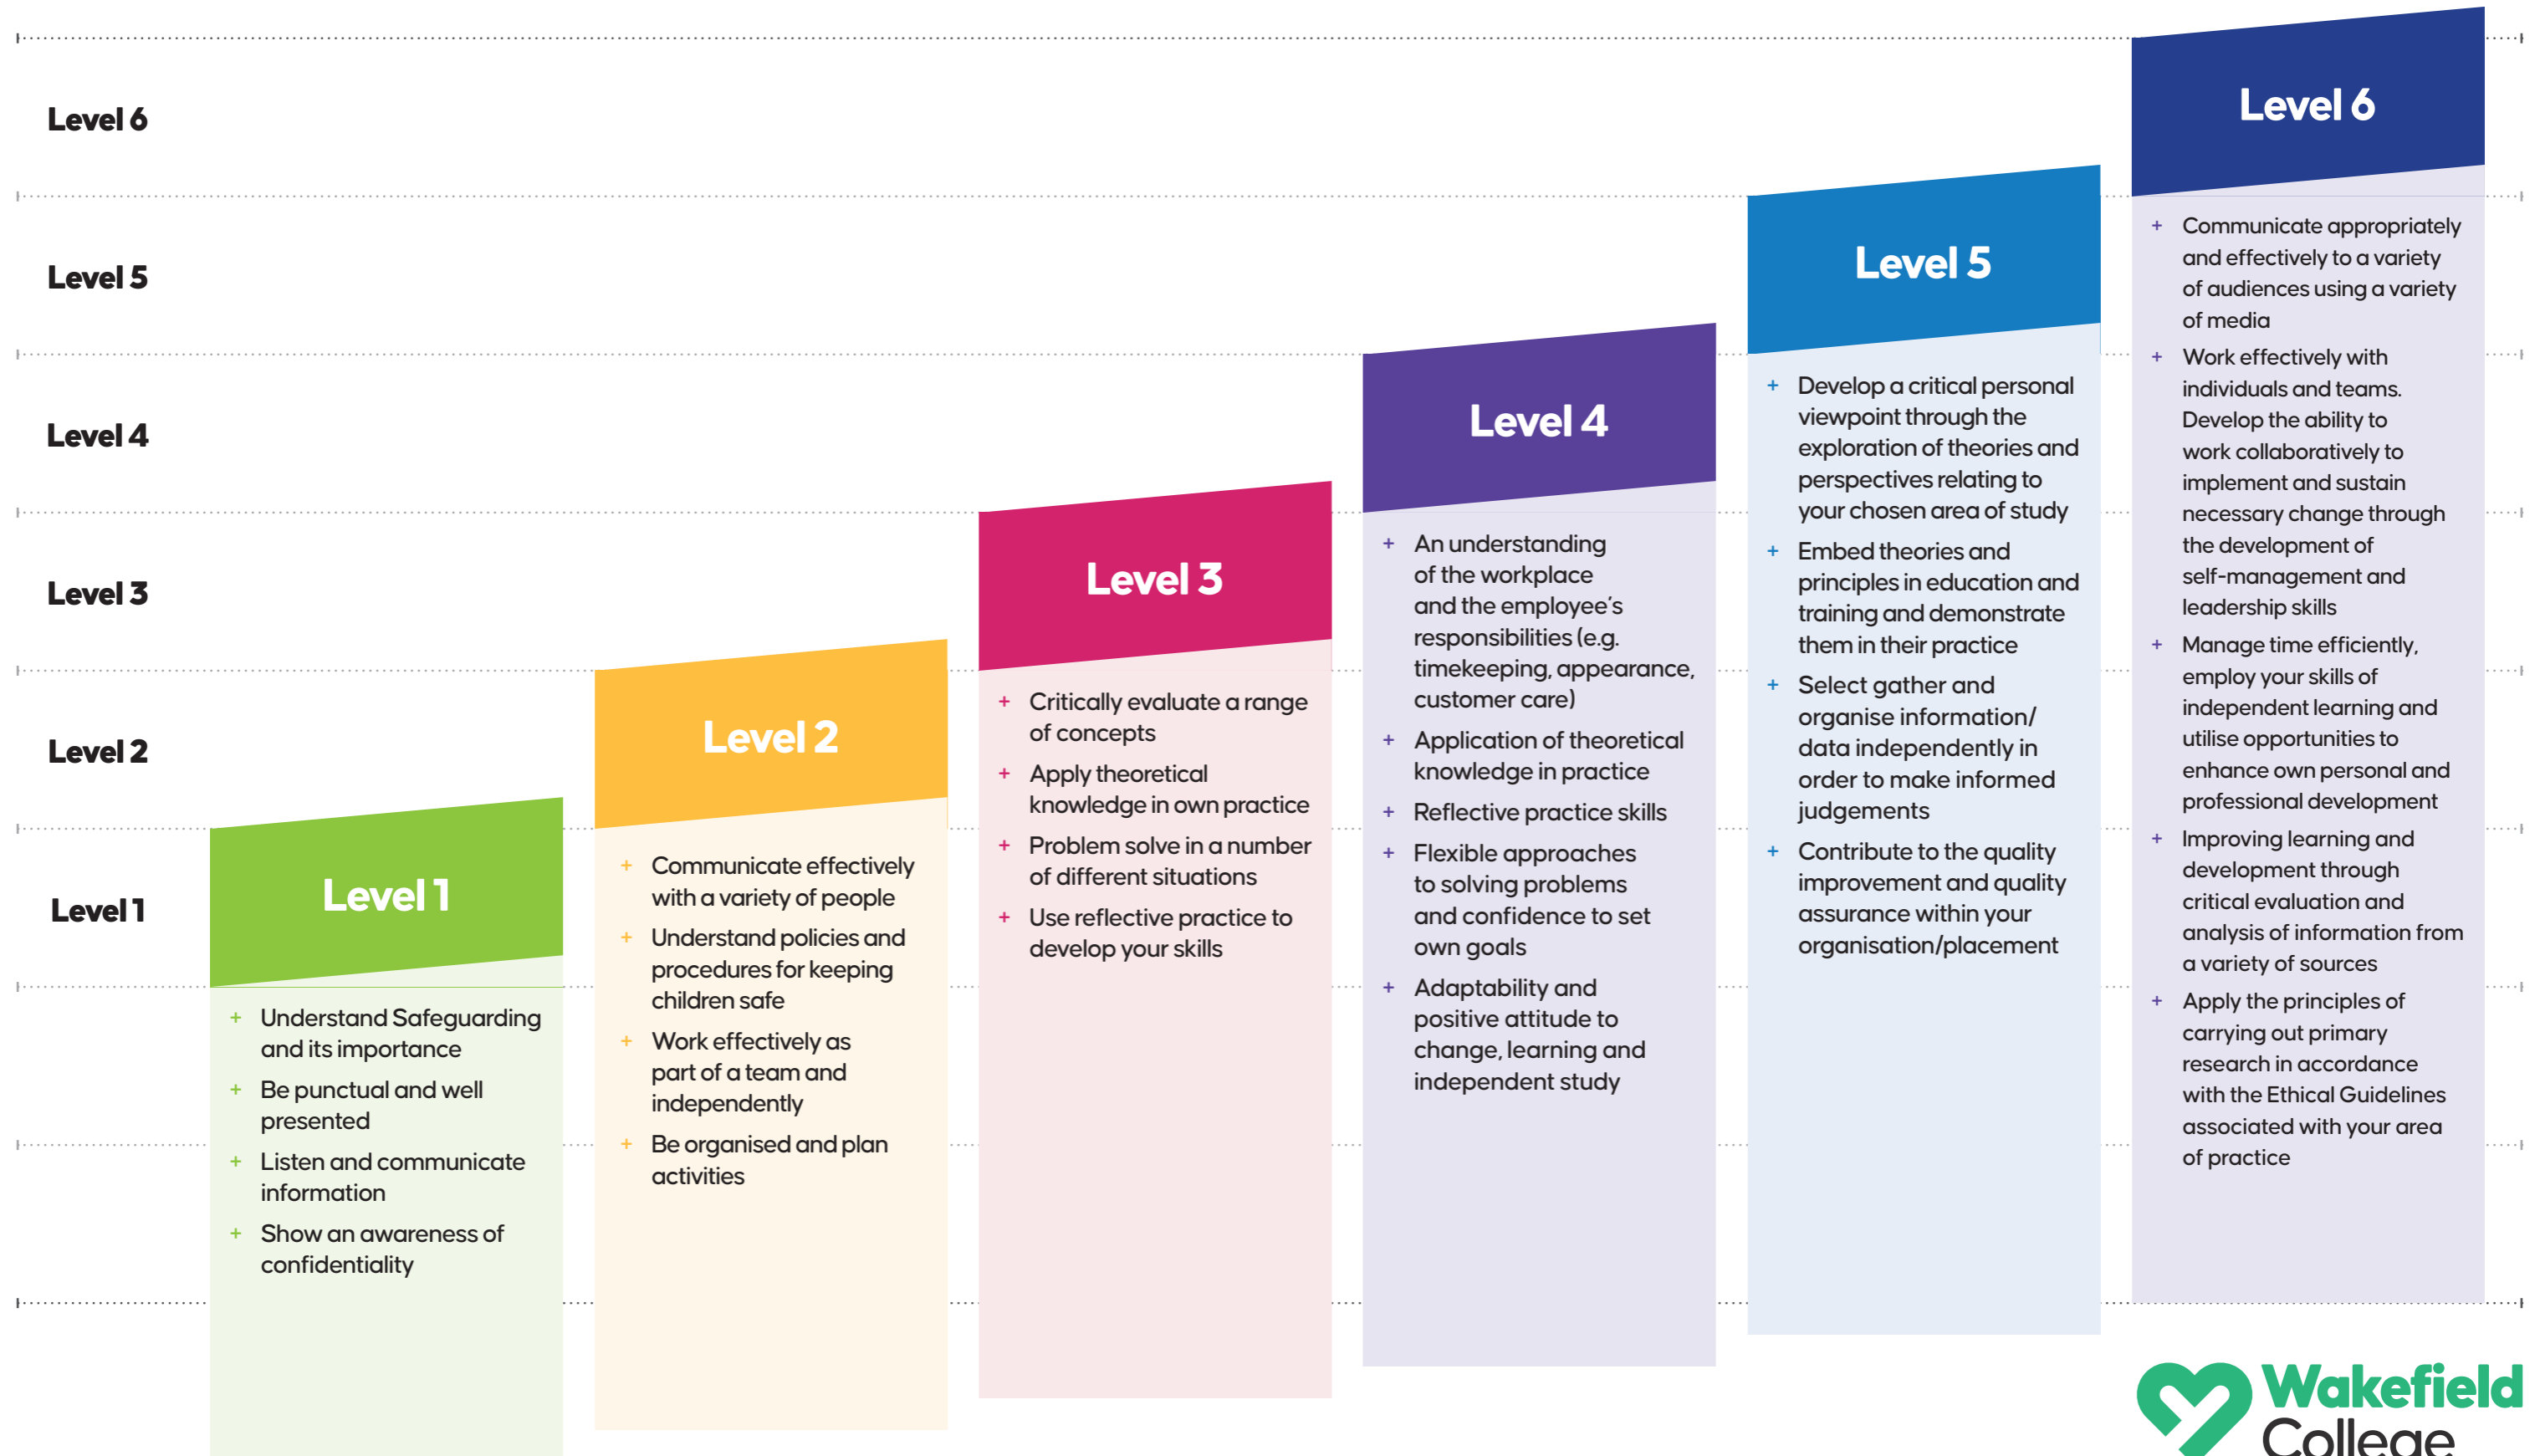 Level 6
Level 5
Level 4
Level 3
Level 2
Level 1
Level 1
+ Understand Safeguarding
and its importance
+ Be punctual and well
presented
+ Listen and communicate
information
+ Show an awareness of
confidentiality
Level 2
+ Communicate effectively
with a variety of people
+ Understand policies and
procedures for keeping
children safe
+ Work effectively as
part of a team and
independently
+ Be organised and plan
activities
Level 3
+ Critically evaluate a range
of concepts
+ Apply theoretical
knowledge in own practice
+ Problem solve in a number
of different situations
+ Use reflective practice to
develop your skills
Level 4
+ An understanding
of the workplace
and the employee's
responsibilities (e.g.
timekeeping, appearance,
customer care)
+ Application of theoretical
knowledge in practice
+ Reflective practice skills
+ Flexible approaches
to solving problems
and confidence to set
own goals
+ Adaptability and
positive attitude to
change, learning and
independent study
Level 5
+ Develop a critical personal
viewpoint through the
exploration of theories and
perspectives relating to
your chosen area of study
+ Embed theories and
principles in education and
training and demonstrate
them in their practice
+ Select gather and
organise information/
data independently in
order to make informed
judgements
+ Contribute to the quality
improvement and quality
assurance within your
organisation/placement
Level 6
+ Communicate appropriately
and effectively to a variety
of audiences using a variety
of media
+ Work effectively with
individuals and teams.
Develop the ability to
work collaboratively to
implement and sustain
necessary change through
the development of
self-management and
leadership skills
+ Manage time efficiently,
employ your skills of
independent learning and
utilise opportunities to
enhance own personal and
professional development
+ Improving learning and
development through
critical evaluation and
analysis of information from
a variety of sources
+ Apply the principles of
carrying out primary
research in accordance
with the Ethical Guidelines
associated with your area
of practice
Wakefield
College